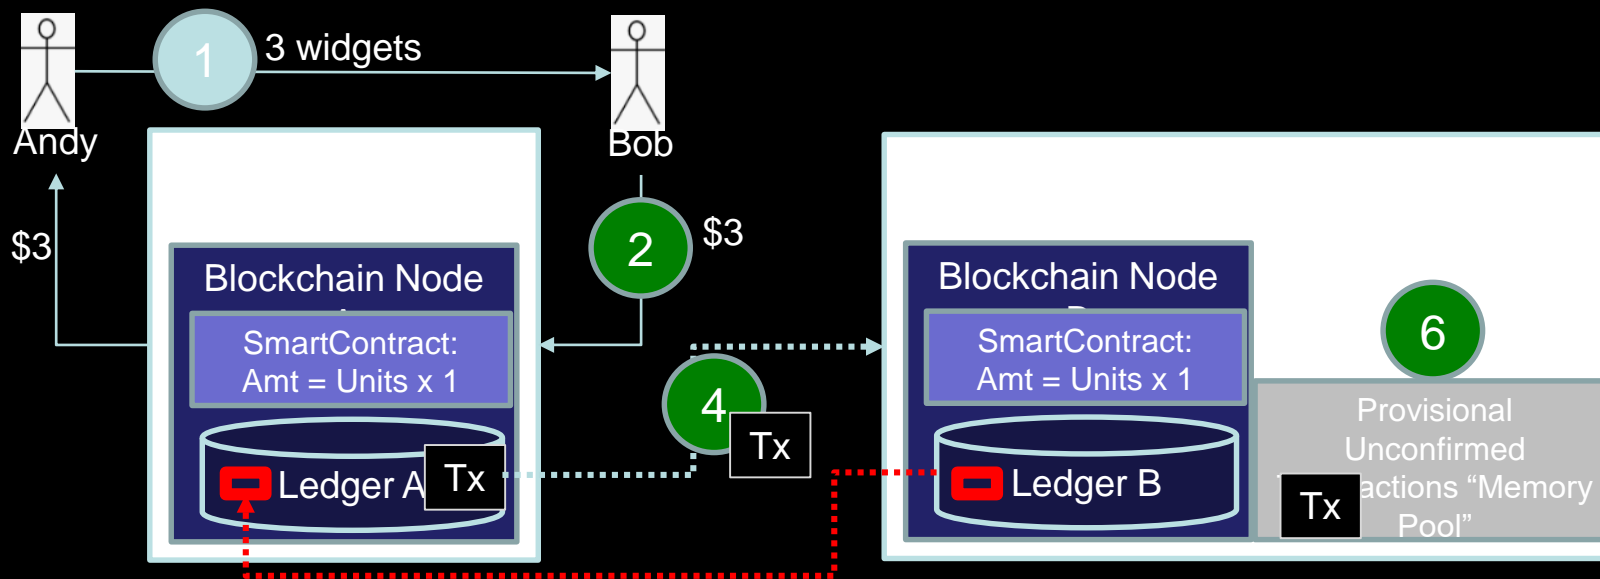 1
3 widgets
Andy
Bob
$3
2
$3
Blockchain Node
SmartContract:
Amt = Units x 1
Ledger A
Tx
4
Tx
Blockchain Node
SmartContract:
Amt = Units x 1
Ledger B
6
Provisional
Unconfirmed
actions “Memory
Pool”
Tx